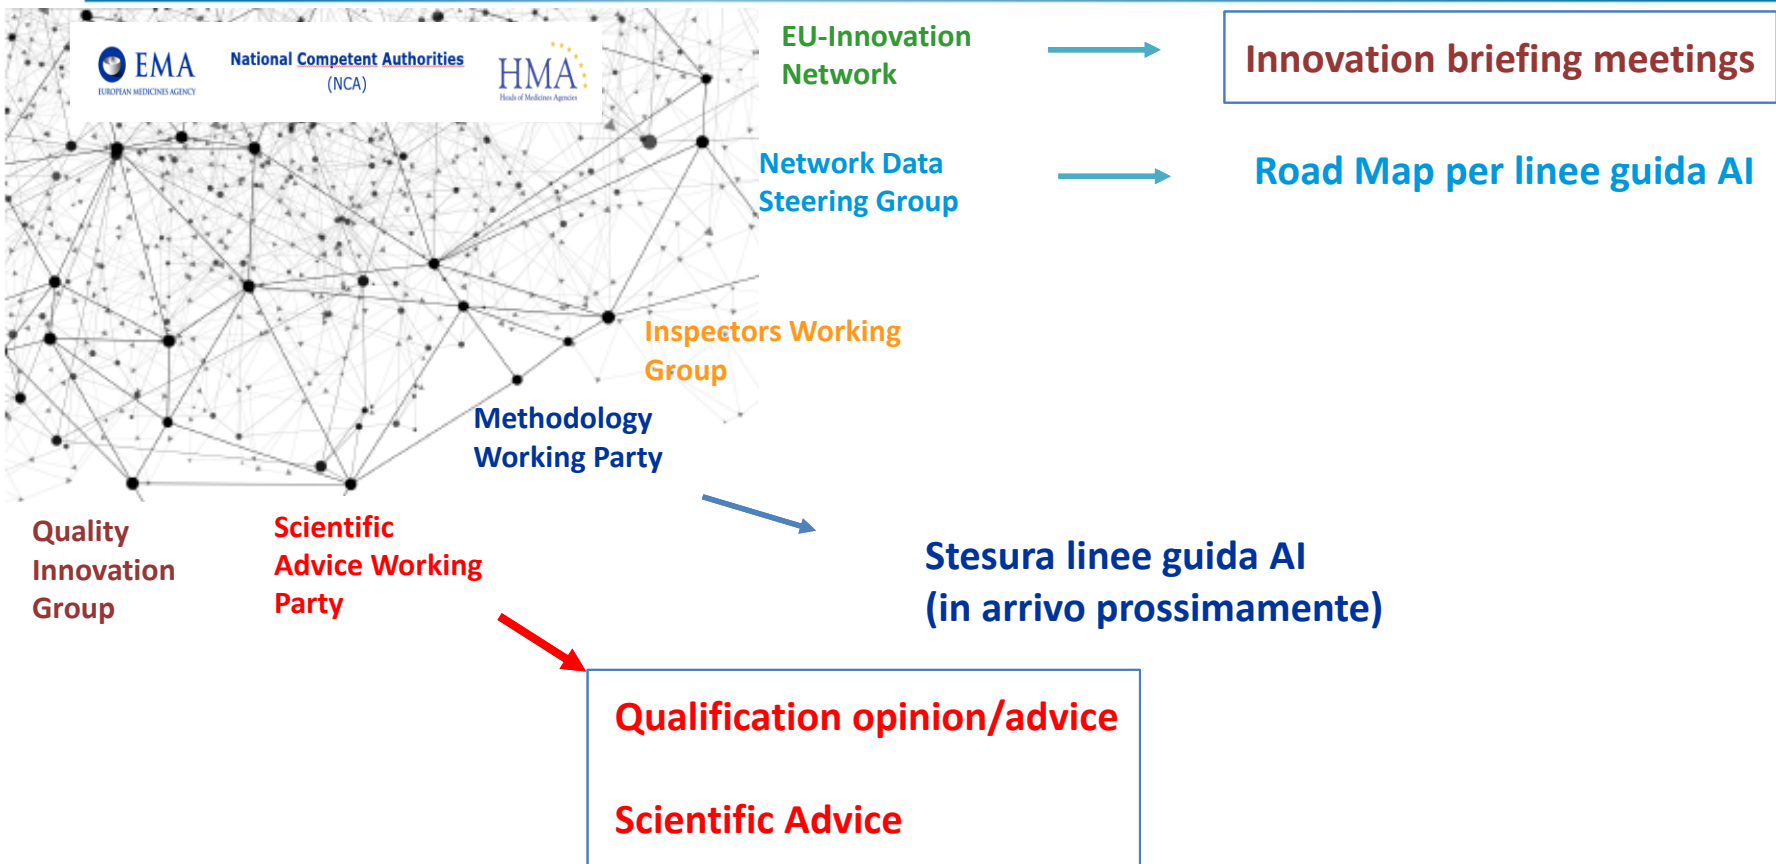 EMA
EUROPEAN MEDICINES AGENCY
National Competent Authorities
(NCA)
HMA
Heads of Medicines Agencies
EU-Innovation
Network
Innovation briefing meetings
Network Data
Steering Group
Road Map per linee guida AI
Inspectors Working
Group
Methodology
Working Party
Quality
Innovation
Group
Scientific
Advice Working
Party
Stesura linee guida AI
(in arrivo prossimamente)
Qualification opinion/advice
Scientific Advice